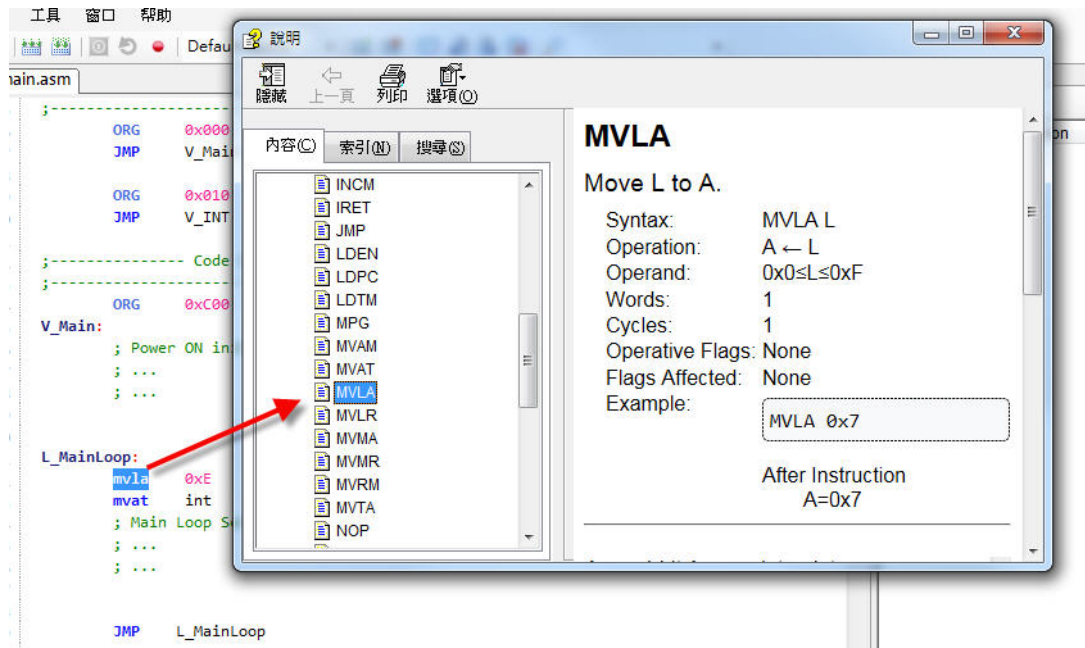 工具 窗口 帮助
Defau
main.asm
;--------------------
ORG 0x000
JMP V_Mai
ORG 0x010
JMP V_INT
;--------------- Code
;--------------------
ORG 0xC00
V_Main:
; Power ON in
; ...
; ...
L_MainLoop:
mvla 0xE
mvat int
; Main Loop S
; ...
; ...
JMP L_MainLoop
說明
隱藏 上一頁 列印 選項(O)
內容(C) 索引(N) 搜尋(S)
INCM
IRET
JMP
LDEN
LDPC
LDTM
MPG
MVAM
MVAT
MVLA
MVLR
MVMA
MVMR
MVRM
MVTA
NOP
MVLA
Move L to A.
Syntax: MVLA L
Operation: A ← L
Operand: 0x0≤L≤0xF
Words: 1
Cycles: 1
Operative Flags: None
Flags Affected: None
Example:
MVLA 0x7
After Instruction
A=0x7
on